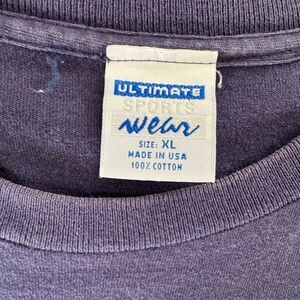 ULTIMATE
SPORTS
wear
SIZE: XL
MADE IN USA
100% COTTON